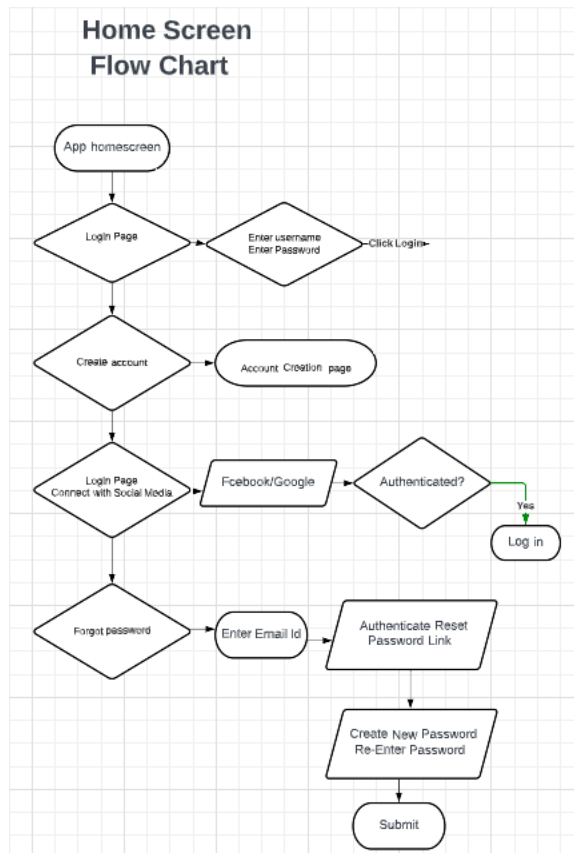 Home Screen
Flow Chart
App homescreen
Login Page
Enter username
Enter Password
Click Login
Create account
Account Creation page
Login Page
Connect with Social Media
Fcebook/Google
Authenticated?
Yes
Log in
Forgot password
Enter Email Id
Authenticate Reset
Password Link
Create New Password
Re-Enter Password
Submit